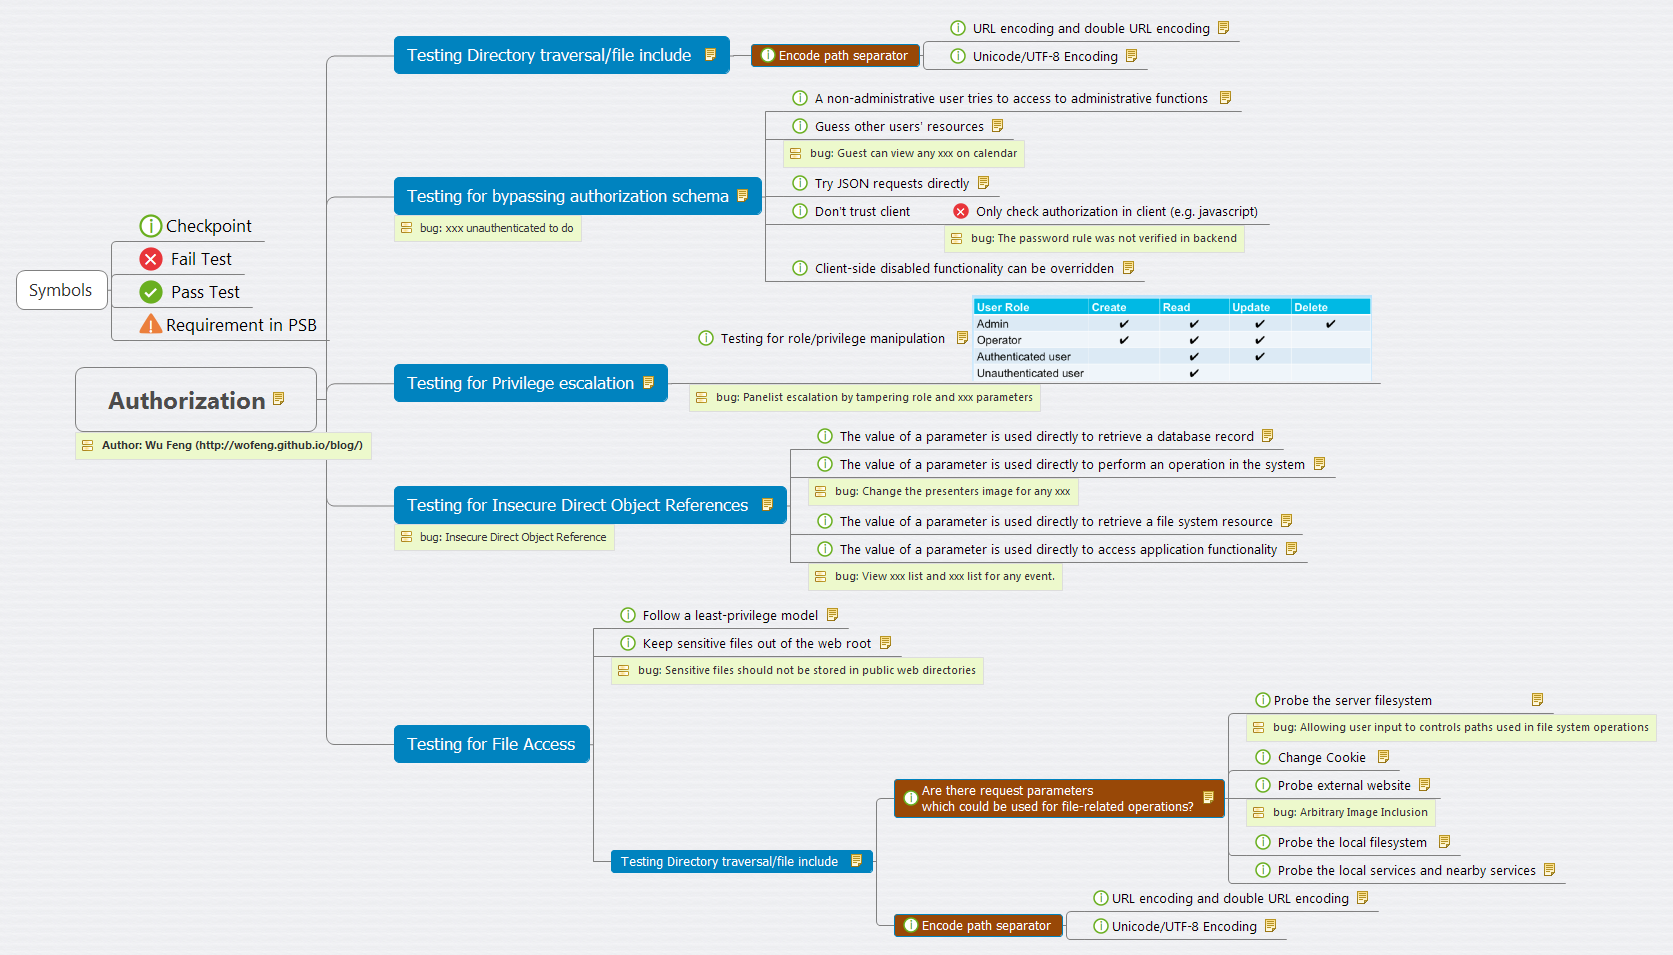 Symbols
Checkpoint
Fail Test
Pass Test
Requirement in PSB
Authorization
Author: Wu Feng (http://wofeng.github.io/blog/)
Testing Directory traversal/file include
Encode path separator
URL encoding and double URL encoding
Unicode/UTF-8 Encoding
Testing for bypassing authorization schema
bug: xxx unauthenticated to do
A non-administrative user tries to access to administrative functions
Guess other users' resources
bug: Guest can view any xxx on calendar
Try JSON requests directly
Don't trust client
Only check authorization in client (e.g. javascript)
bug: The password rule was not verified in backend
Client-side disabled functionality can be overridden
Testing for Privilege escalation
Testing for role/privilege manipulation
User Role Create Read Update Delete
Admin ✔ ✔ ✔ ✔
Operator ✔ ✔ ✔
Authenticated user ✔ ✔
Unauthenticated user ✔
bug: Panelist escalation by tampering role and xxx parameters
Testing for Insecure Direct Object References
bug: Insecure Direct Object Reference
The value of a parameter is used directly to retrieve a database record
The value of a parameter is used directly to perform an operation in the system
bug: Change the presenters image for any xxx
The value of a parameter is used directly to retrieve a file system resource
The value of a parameter is used directly to access application functionality
bug: View xxx list and xxx list for any event.
Testing for File Access
Follow a least-privilege model
Keep sensitive files out of the web root
bug: Sensitive files should not be stored in public web directories
Testing Directory traversal/file include
Are there request parameters
which could be used for file-related operations?
Probe the server filesystem
bug: Allowing user input to controls paths used in file system operations
Change Cookie
Probe external website
bug: Arbitrary Image Inclusion
Probe the local filesystem
Probe the local services and nearby services
Encode path separator
URL encoding and double URL encoding
Unicode/UTF-8 Encoding